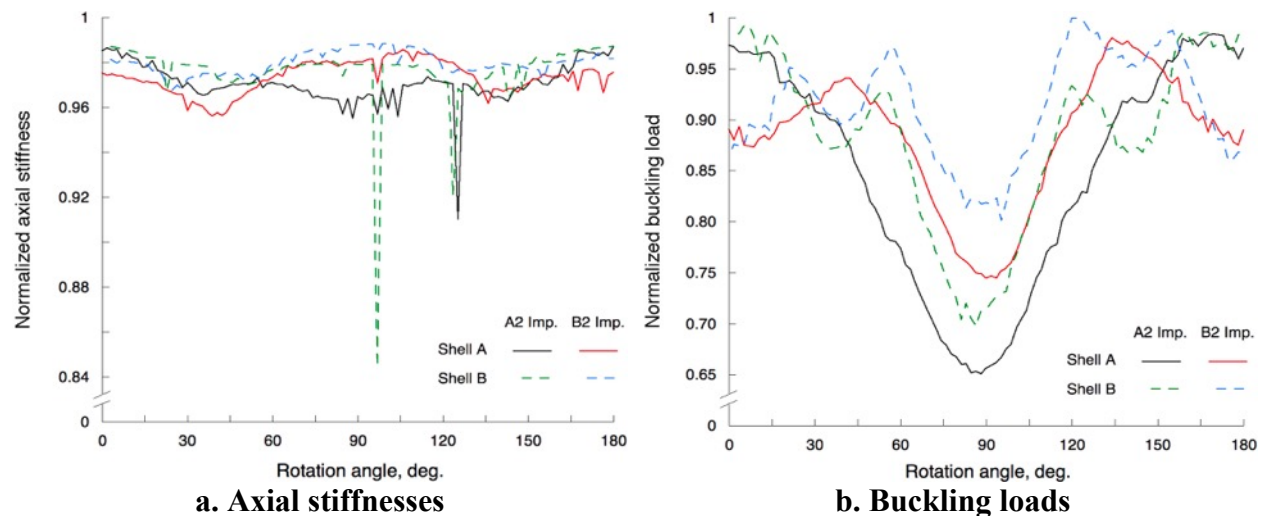 1
0.96
0.92
0.88
0.84
0
Normalized axial stiffness
A2 Imp. B2 Imp.
Shell A
Shell B
0 30 60 90 120 150 180
Rotation angle, deg.
a. Axial stiffnesses
1
0.95
0.90
0.85
0.80
0.75
0.70
0.65
0
Normalized buckling load
A2 Imp. B2 Imp.
Shell A
Shell B
0 30 60 90 120 150 180
Rotation angle, deg.
b. Buckling loads